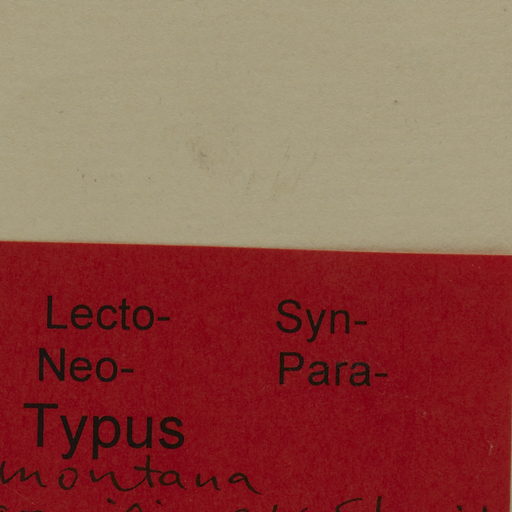 Lecto- Syn-
Neo- Para-
Typus
montana